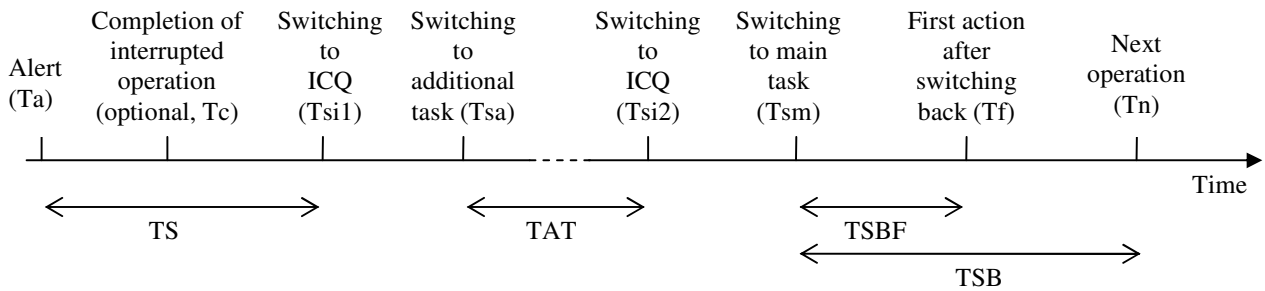 Alert
(Ta)
Completion of
interrupted
operation
(optional, Tc)
Switching
to
ICQ
(Tsi1)
Switching
to
additional
task (Tsa)
Switching
to
ICQ
(Tsi2)
Switching
to main
task
(Tsm)
First action
after
switching
back (Tf)
Next
operation
(Tn)
Time
TS
TAT
TSBF
TSB